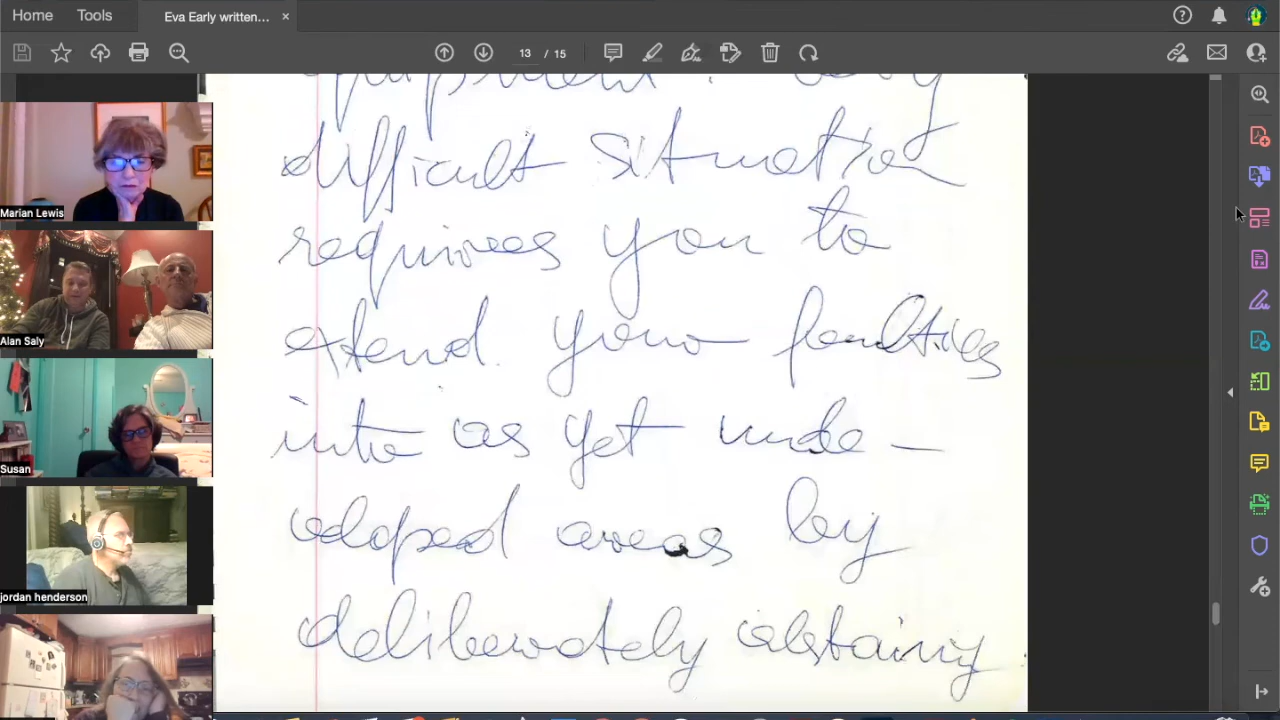 Home
Tools
Eva Early written...
13 / 15
difficult situation
requires you to
extend your faculties
into as yet unde-
veloped areas by
deliberately abstaining
Marian Lewis
Alan Saly
Susan
jordan henderson